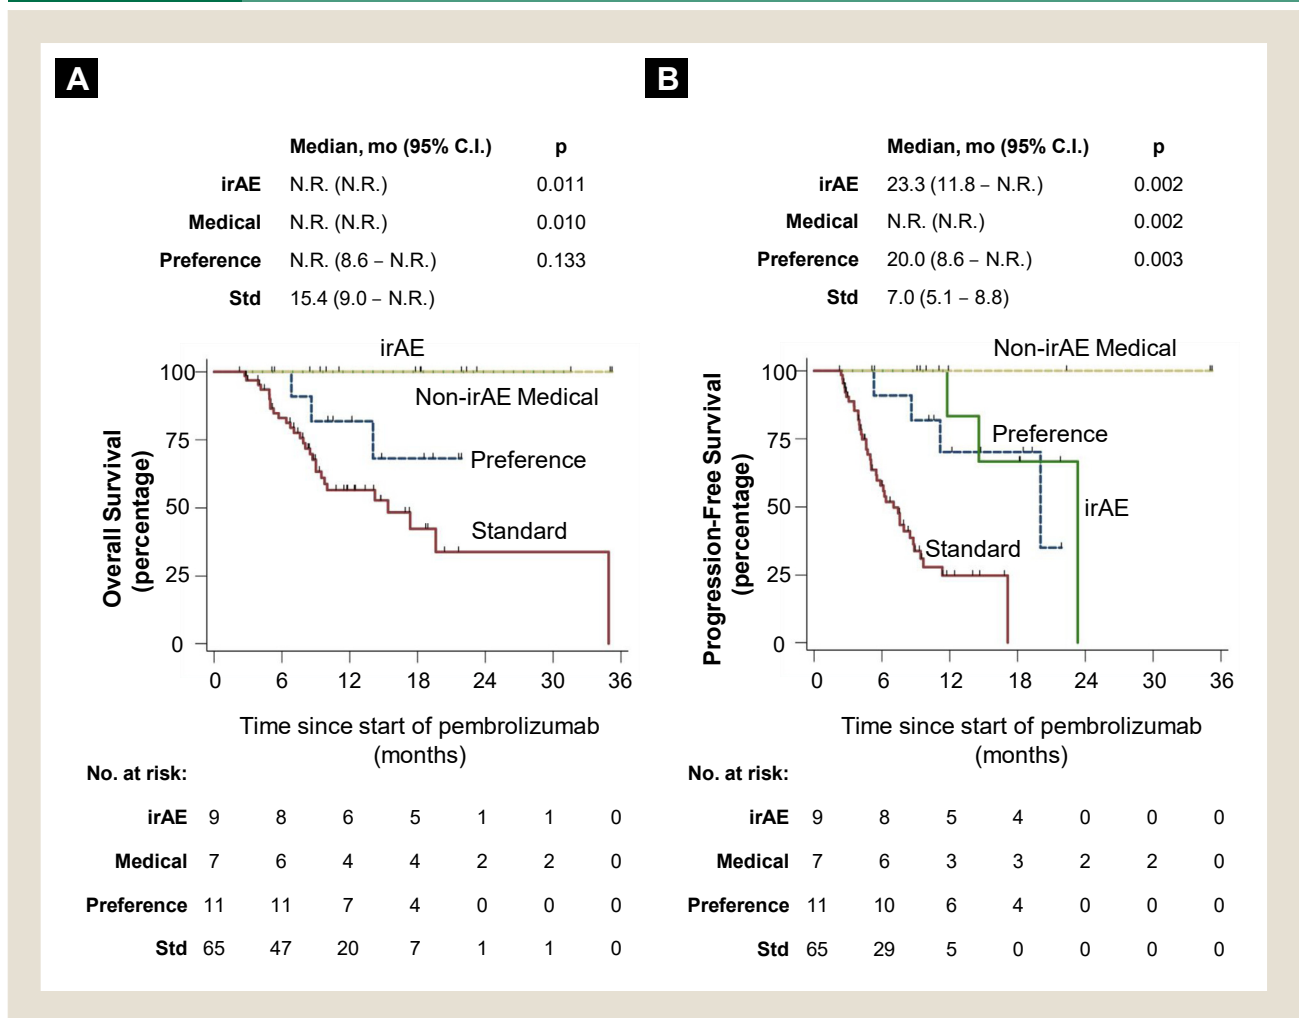 A
Median, mo (95% C.I.) p
irAE N.R. (N.R.) 0.011
Medical N.R. (N.R.) 0.010
Preference N.R. (8.6 – N.R.) 0.133
Std 15.4 (9.0 – N.R.)
irAE
Non-irAE Medical
Preference
Standard
Overall Survival
(percentage)
100
75
50
25
0
0 6 12 18 24 30 36
Time since start of pembrolizumab
(months)
No. at risk:
irAE 9 8 6 5 1 1 0
Medical 7 6 4 4 2 2 0
Preference 11 11 7 4 0 0 0
Std 65 47 20 7 1 1 0
B
Median, mo (95% C.I.) p
irAE 23.3 (11.8 – N.R.) 0.002
Medical N.R. (N.R.) 0.002
Preference 20.0 (8.6 – N.R.) 0.003
Std 7.0 (5.1 – 8.8)
Non-irAE Medical
Preference
irAE
Standard
Progression-Free Survival
(percentage)
100
75
50
25
0
0 6 12 18 24 30 36
Time since start of pembrolizumab
(months)
No. at risk:
irAE 9 8 5 4 0 0 0
Medical 7 6 3 3 2 2 0
Preference 11 10 6 4 0 0 0
Std 65 29 5 0 0 0 0